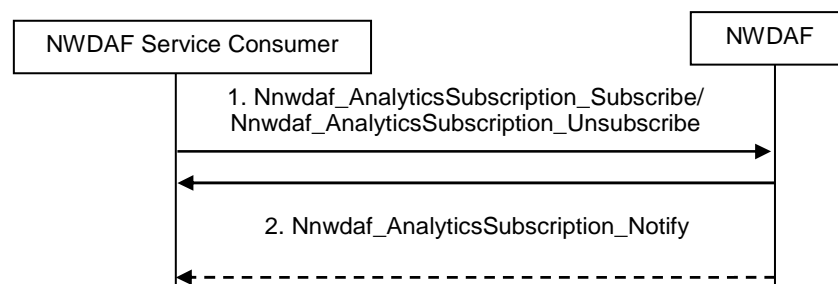 NWDAF Service Consumer
NWDAF
1. Nnwdaf_AnalyticsSubscription_Subscribe/
Nnwdaf_AnalyticsSubscription_Unsubscribe
2. Nnwdaf_AnalyticsSubscription_Notify